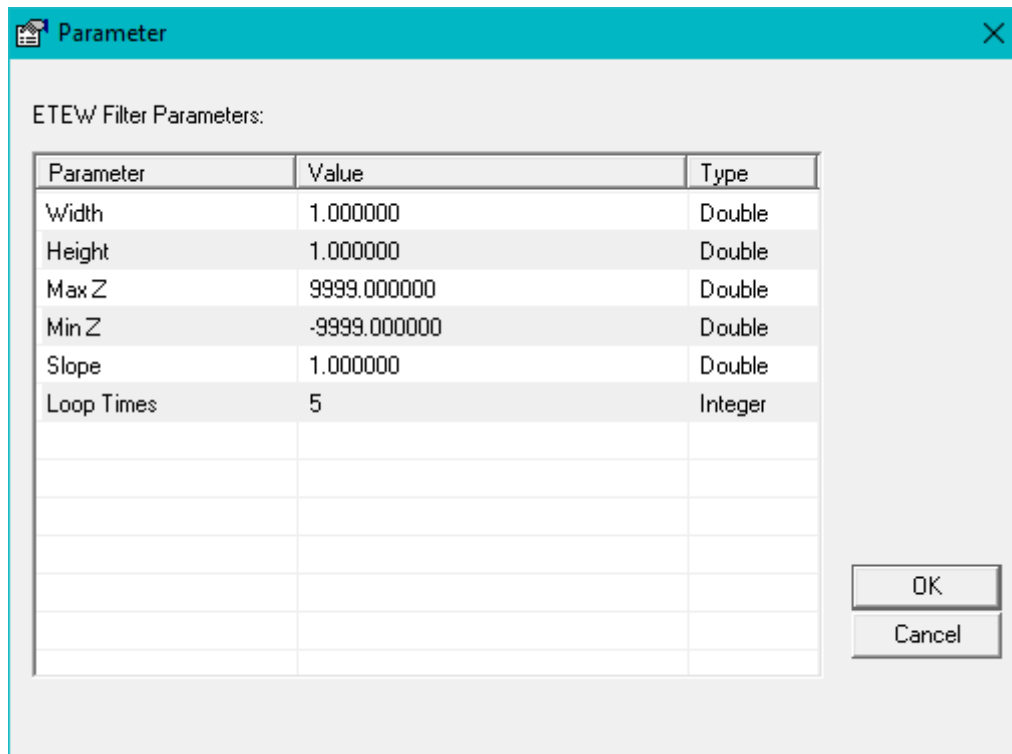 Parameter
ETEW Filter Parameters:
Parameter Value Type
Width 1.000000 Double
Height 1.000000 Double
Max Z 9999.000000 Double
Min Z -9999.000000 Double
Slope 1.000000 Double
Loop Times 5 Integer
OK
Cancel